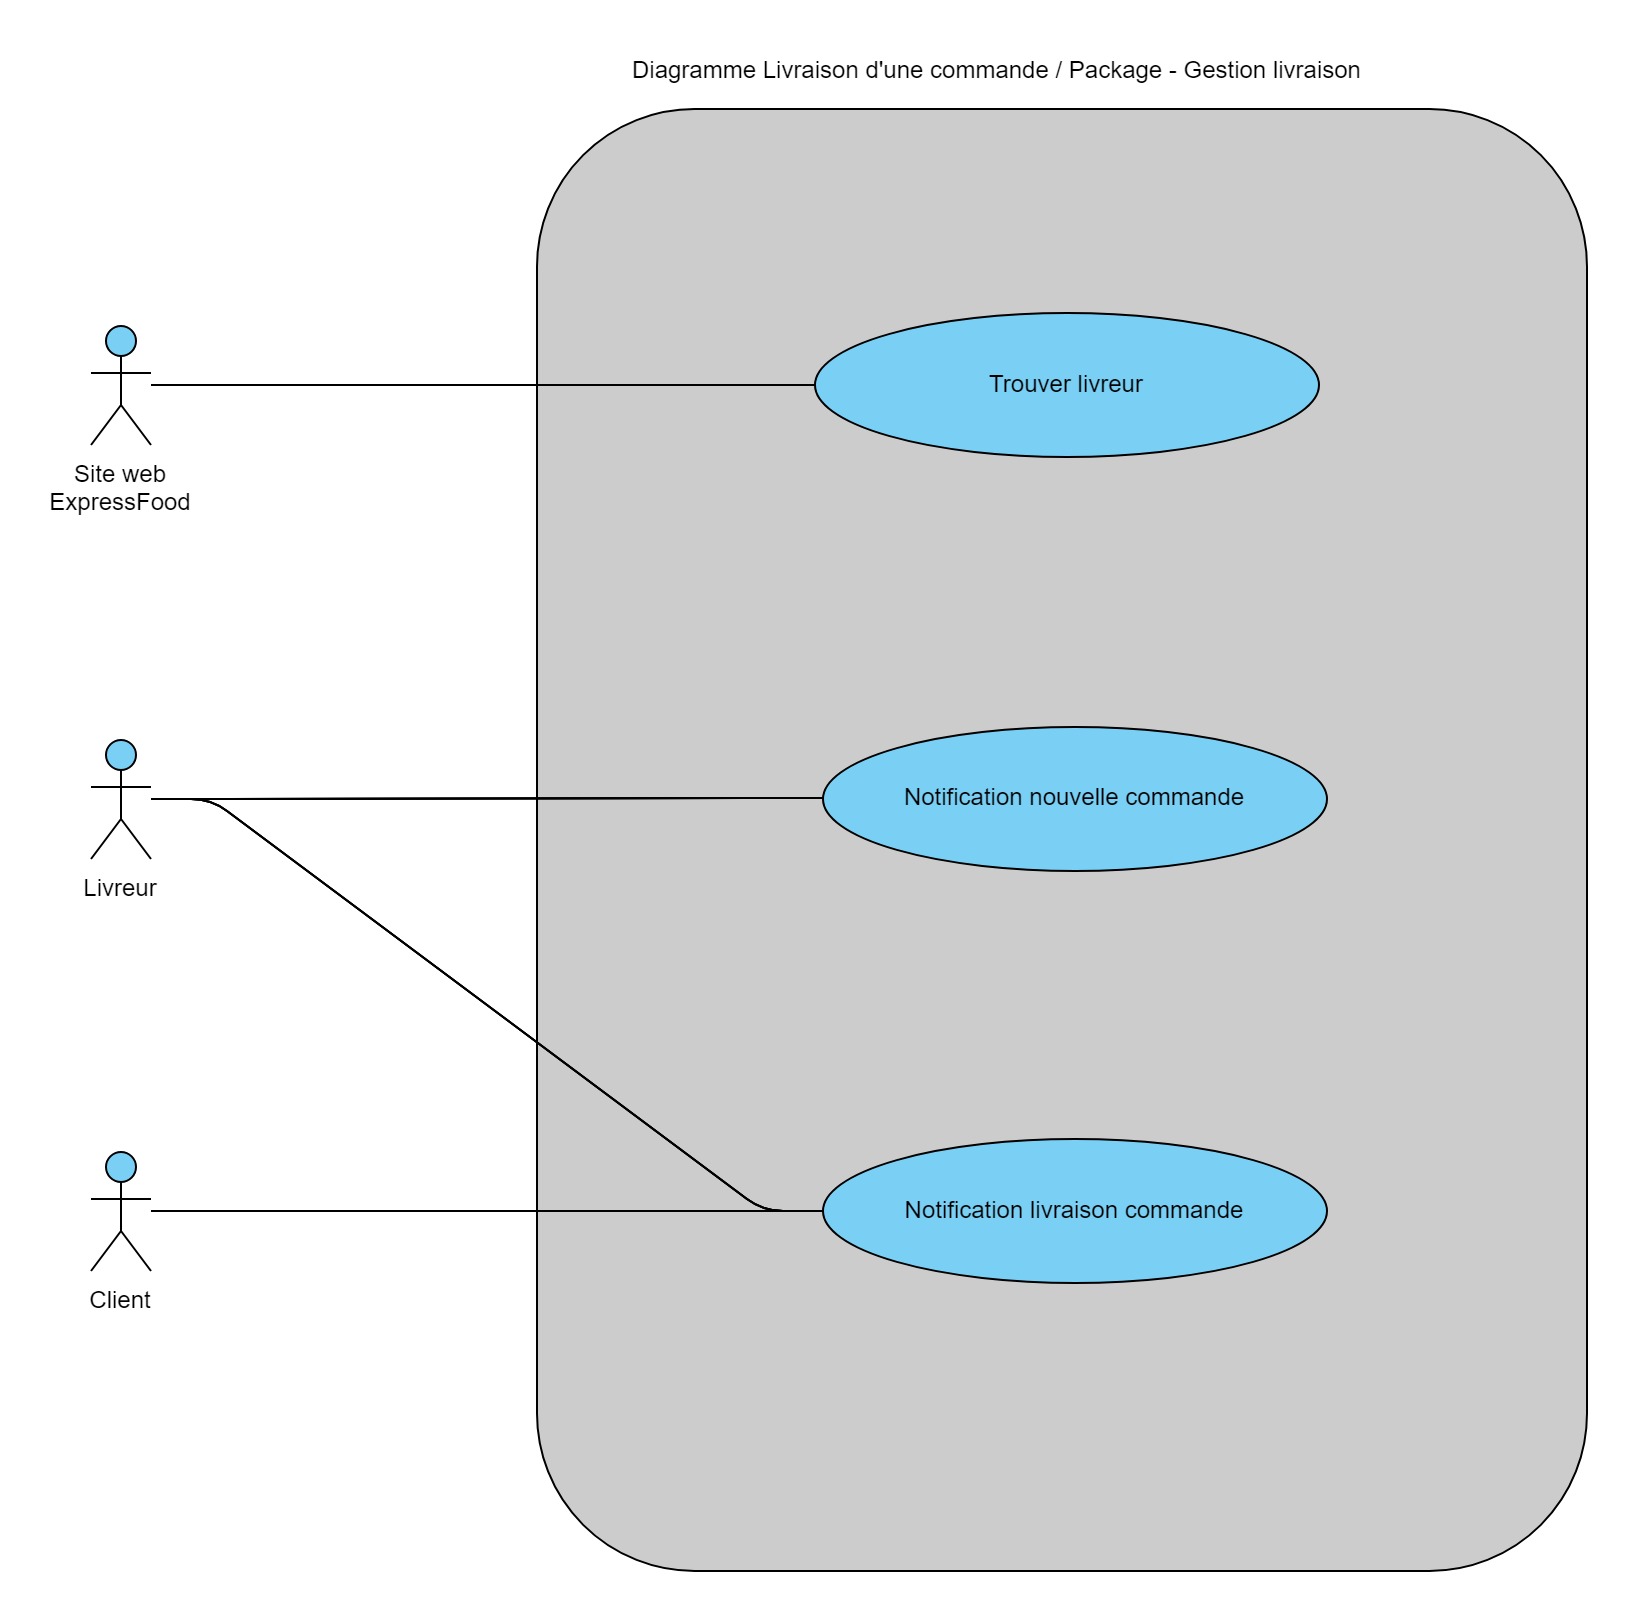 Diagramme Livraison d'une commande / Package - Gestion livraison
Trouver livreur
Site web
ExpressFood
Notification nouvelle commande
Livreur
Notification livraison commande
Client